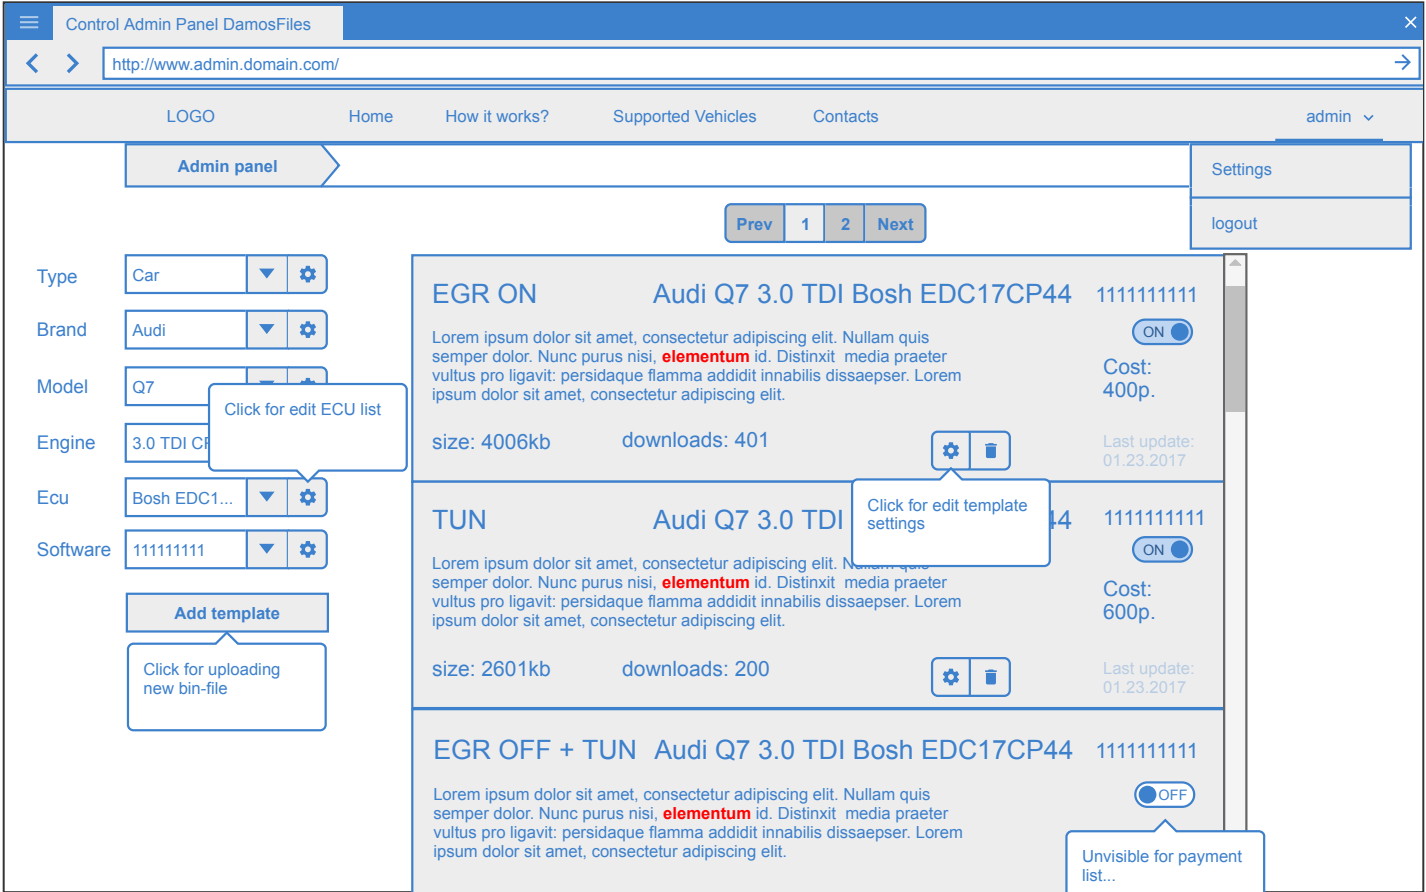 Control Admin Panel DamosFiles
http://www.admin.domain.com/
LOGO Home How it works? Supported Vehicles Contacts admin
Admin panel
Settings
logout
Prev 1 2 Next
Type Car
Brand Audi
Model Q7
Engine 3.0 TDI
Click for edit ECU list
Ecu Bosh EDC1...
Software 111111111
Add template
Click for uploading
new bin-file
EGR ON Audi Q7 3.0 TDI Bosh EDC17CP44 1111111111
ON
Lorem ipsum dolor sit amet, consectetur adipiscing elit. Nullam quis
semper dolor. Nunc purus nisi, elementum id. Distinxit media praeter
vultus pro ligavit: persidaque flamma addidit innabilis dissaepser. Lorem
ipsum dolor sit amet, consectetur adipiscing elit.
Cost:
400p.
size: 4006kb downloads: 401
Last update:
01.23.2017
Click for edit template
settings
TUN Audi Q7 3.0 TDI 44 1111111111
ON
Lorem ipsum dolor sit amet, consectetur adipiscing elit.
semper dolor. Nunc purus nisi, elementum id. Distinxit media praeter
vultus pro ligavit: persidaque flamma addidit innabilis dissaepser. Lorem
ipsum dolor sit amet, consectetur adipiscing elit.
Cost:
600p.
size: 2601kb downloads: 200
Last update:
01.23.2017
EGR OFF + TUN Audi Q7 3.0 TDI Bosh EDC17CP44 1111111111
OFF
Lorem ipsum dolor sit amet, consectetur adipiscing elit. Nullam quis
semper dolor. Nunc purus nisi, elementum id. Distinxit media praeter
vultus pro ligavit: persidaque flamma addidit innabilis dissaepser. Lorem
ipsum dolor sit amet, consectetur adipiscing elit.
Unvisible for payment
list...